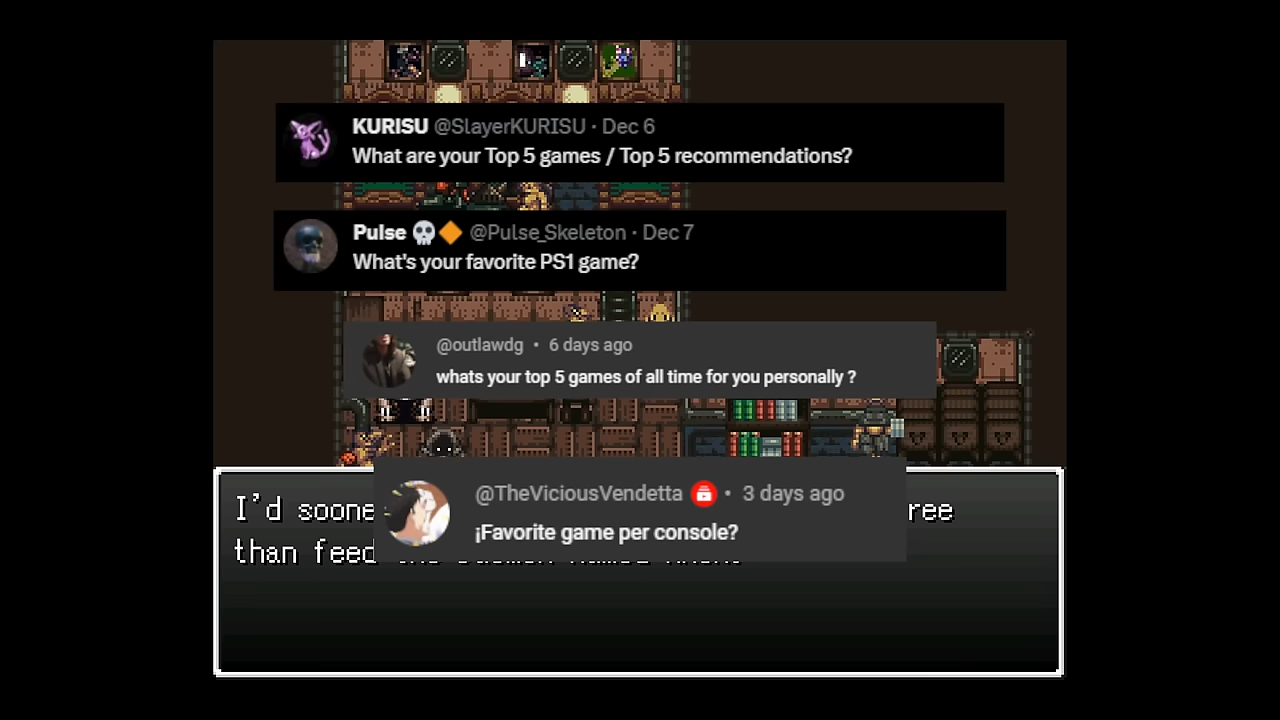 KURISU @SlayerKURISU · Dec 6
What are your Top 5 games / Top 5 recommendations?
Pulse 💀🔶 @Pulse_Skeleton · Dec 7
What's your favorite PS1 game?
@outlawdg • 6 days ago
whats your top 5 games of all time for you personally ?
@TheViciousVendetta • 3 days ago
¡Favorite game per console?
I'd
than feed